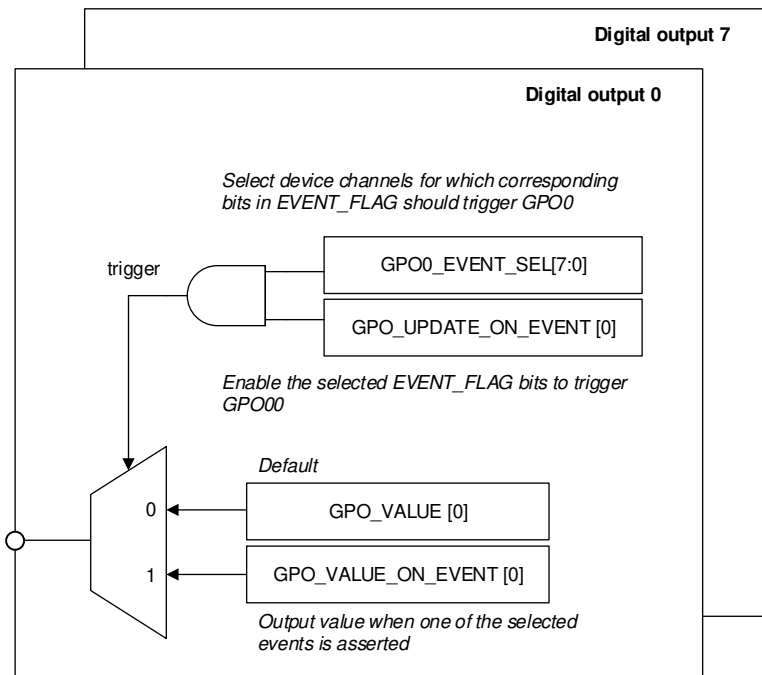 Digital output 7
Digital output 0
Select device channels for which corresponding
bits in EVENT_FLAG should trigger GPO0
trigger
GPO0_EVENT_SEL[7:0]
GPO_UPDATE_ON_EVENT [0]
Enable the selected EVENT_FLAG bits to trigger
GPO00
Default
0
GPO_VALUE [0]
1
GPO_VALUE_ON_EVENT [0]
Output value when one of the selected
events is asserted